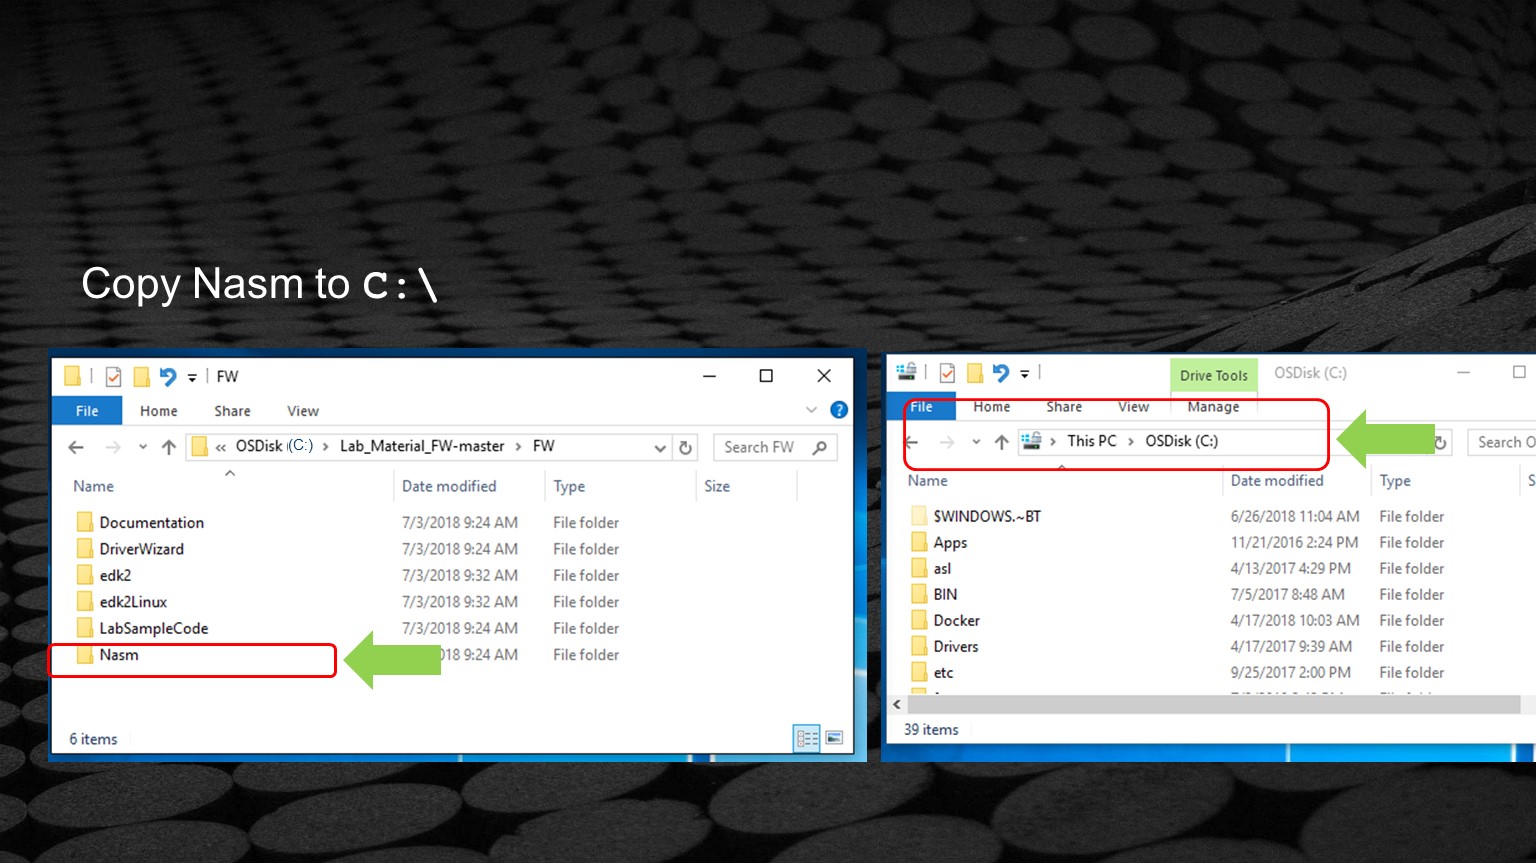 Copy Nasm to C:\
FW
File Home Share View
« OSDisk (C:) › Lab_Material_FW-master › FW Search FW
Name Date modified Type Size
Documentation 7/3/2018 9:24 AM File folder
DriverWizard 7/3/2018 9:24 AM File folder
edk2 7/3/2018 9:32 AM File folder
edk2Linux 7/3/2018 9:32 AM File folder
LabSampleCode 7/3/2018 9:24 AM File folder
Nasm 18 9:24 AM File folder
6 items
Drive Tools OSDisk (C:)
File Home Share View Manage
› This PC › OSDisk (C:) Search O
Name Date modified Type S
$WINDOWS.~BT 6/26/2018 11:04 AM File folder
Apps 11/21/2016 2:24 PM File folder
asl 4/13/2017 4:29 PM File folder
BIN 7/5/2017 8:48 AM File folder
Docker 4/17/2018 10:03 AM File folder
Drivers 4/17/2017 9:39 AM File folder
etc 9/25/2017 2:00 PM File folder
39 items